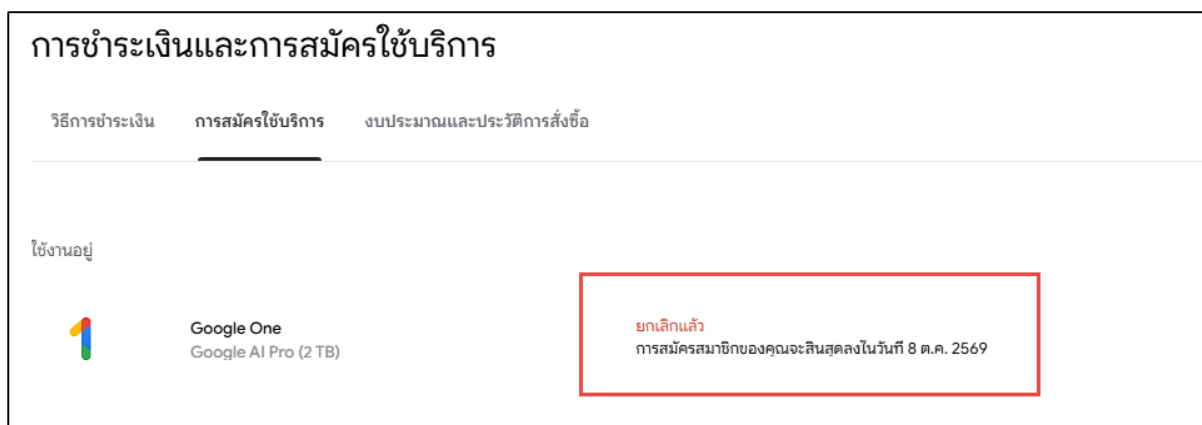 การชำระเงินและการสมัครใช้บริการ
วิธีการชำระเงิน การสมัครใช้บริการ งบประมาณและประวัติการสั่งซื้อ
ใช้งานอยู่
Google One
Google AI Pro (2 TB)
ยกเลิกแล้ว
การสมัครสมาชิกของคุณจะสิ้นสุดลงในวันที่ 8 ต.ค. 2569